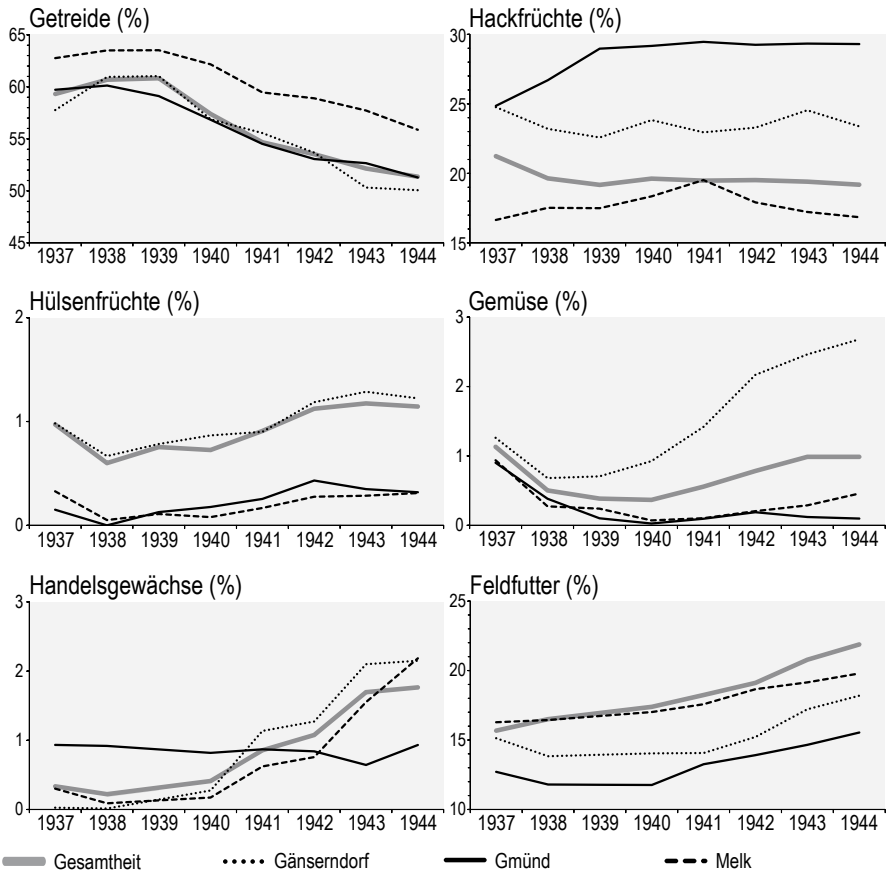 Getreide (%)
65
60
55
50
45
1937 1938 1939 1940 1941 1942 1943 1944
Hackfrüchte (%)
30
25
20
15
1937 1938 1939 1940 1941 1942 1943 1944
Hülsenfrüchte (%)
2
1
0
1937 1938 1939 1940 1941 1942 1943 1944
Gemüse (%)
3
2
1
0
1937 1938 1939 1940 1941 1942 1943 1944
Handelsgewächse (%)
3
2
1
0
1937 1938 1939 1940 1941 1942 1943 1944
Feldfutter (%)
25
20
15
10
1937 1938 1939 1940 1941 1942 1943 1944
Gesamtheit Gänserndorf Gmünd Melk